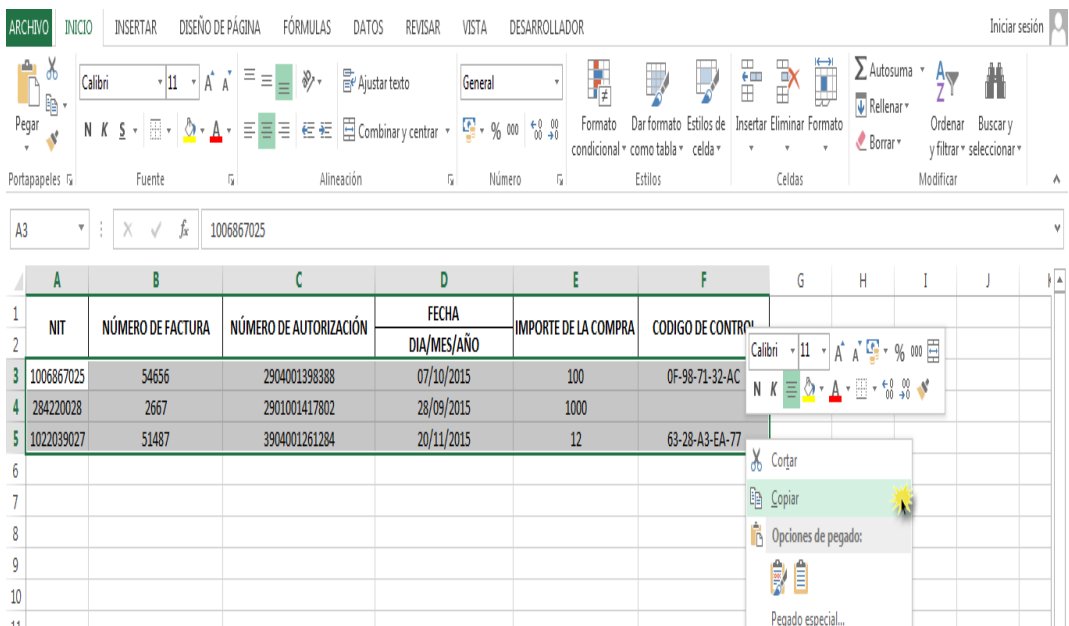 ARCHIVO INICIO INSERTAR DISEÑO DE PÁGINA FÓRMULAS DATOS REVISAR VISTA DESARROLLADOR Iniciar sesión
Pegar
Calibri 11 A A
N K S A
Ajustar texto
Combinar y centrar
General
% 000
Formato condicional
Dar formato como tabla
Estilos de celda
Insertar Eliminar Formato
Autosuma
Rellenar
Borrar
Ordenar y filtrar
Buscar y seleccionar
Portapapeles Fuente Alineación Número Estilos Celdas Modificar
A3 fx 1006867025
A B C D E F G H I J
1 NIT NÚMERO DE FACTURA NÚMERO DE AUTORIZACIÓN FECHA IMPORTE DE LA COMPRA CODIGO DE CONTROL
2 DIA/MES/AÑO
3 1006867025 54656 2904001398388 07/10/2015 100 0F-98-71-32-AC
4 284220028 2667 2901001417802 28/09/2015 1000
5 1022039027 51487 3904001261284 20/11/2015 12 63-28-A3-EA-77
6
7
8
9
10
11
Calibri 11 A A % 000
N K A
Cortar
Copiar
Opciones de pegado:
Pegado especial...